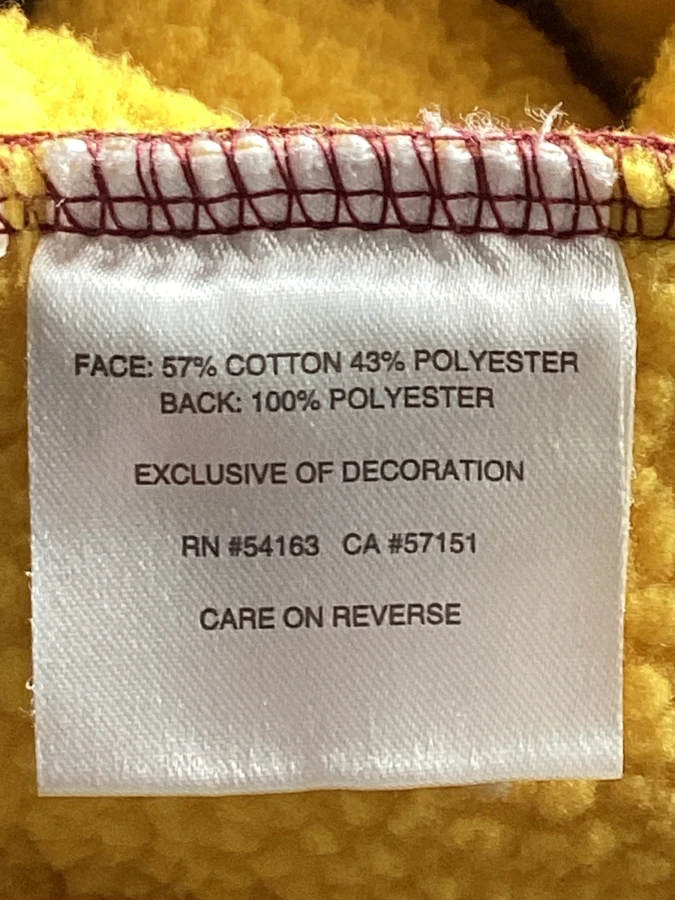 FACE: 57% COTTON 43% POLYESTER
BACK: 100% POLYESTER
EXCLUSIVE OF DECORATION
RN #54163 CA #57151
CARE ON REVERSE